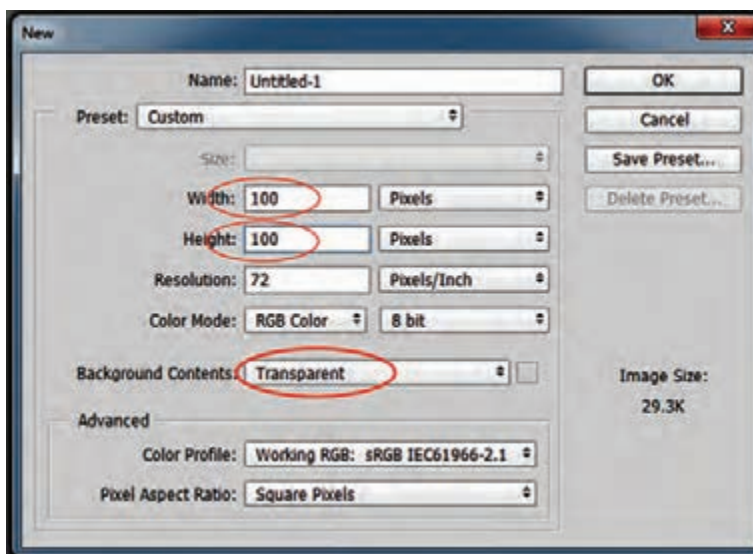 New
Name: Untitled-1
OK
Preset: Custom
Cancel
Size:
Save Preset...
Width: 100 Pixels
Delete Preset...
Height: 100 Pixels
Resolution: 72 Pixels/Inch
Color Mode: RGB Color 8 bit
Background Contents: Transparent
Image Size:
29.3K
Advanced
Color Profile: Working RGB: sRGB IEC61966-2.1
Pixel Aspect Ratio: Square Pixels